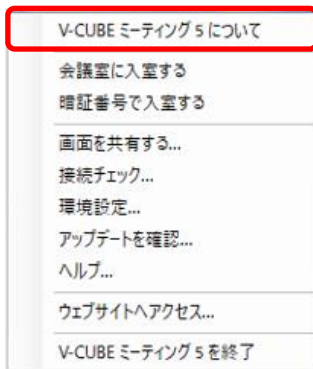 V-CUBE ミーティング 5 について
会議室に入室する
暗証番号で入室する
画面を共有する...
接続チェック...
環境設定...
アップデートを確認...
ヘルプ...
ウェブサイトへアクセス...
V-CUBE ミーティング 5 を終了